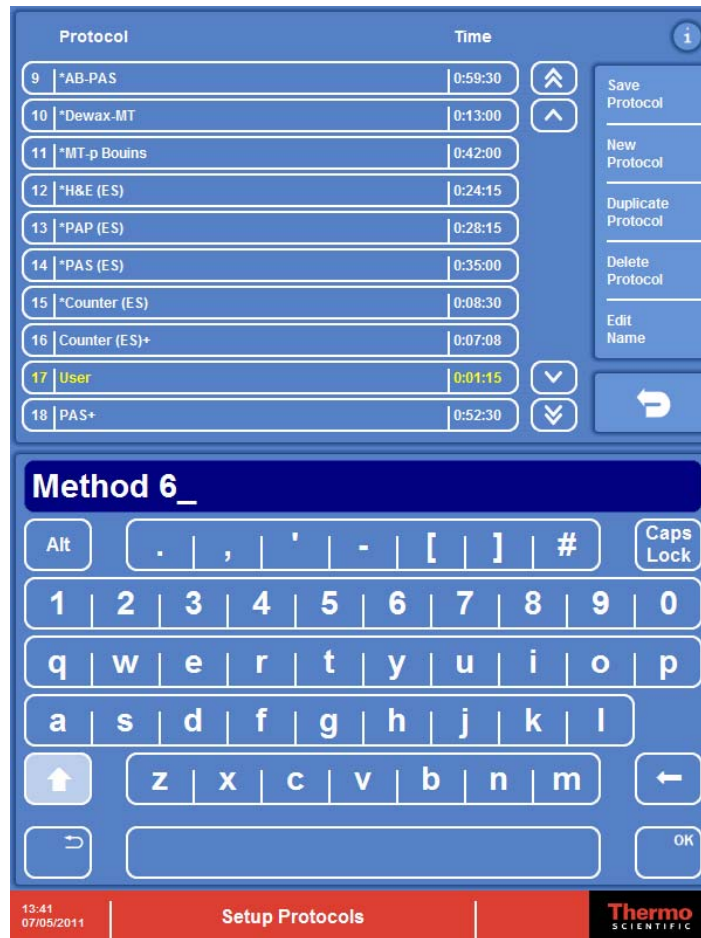 Protocol Time i
9 *AB-PAS 0:59:30
10 *Dewax-MT 0:13:00
11 *MT-p Bouins 0:42:00
12 *H&E (ES) 0:24:15
13 *PAP (ES) 0:28:15
14 *PAS (ES) 0:35:00
15 *Counter (ES) 0:08:30
16 Counter (ES)+ 0:07:08
17 User 0:01:15
18 PAS+ 0:52:30
Save
Protocol
New
Protocol
Duplicate
Protocol
Delete
Protocol
Edit
Name
Method 6_
Alt . , ' - [ ] # Caps
Lock
1 2 3 4 5 6 7 8 9 0
q w e r t y u i o p
a s d f g h j k l
z x c v b n m
OK
13:41
07/05/2011
Setup Protocols
Thermo
SCIENTIFIC